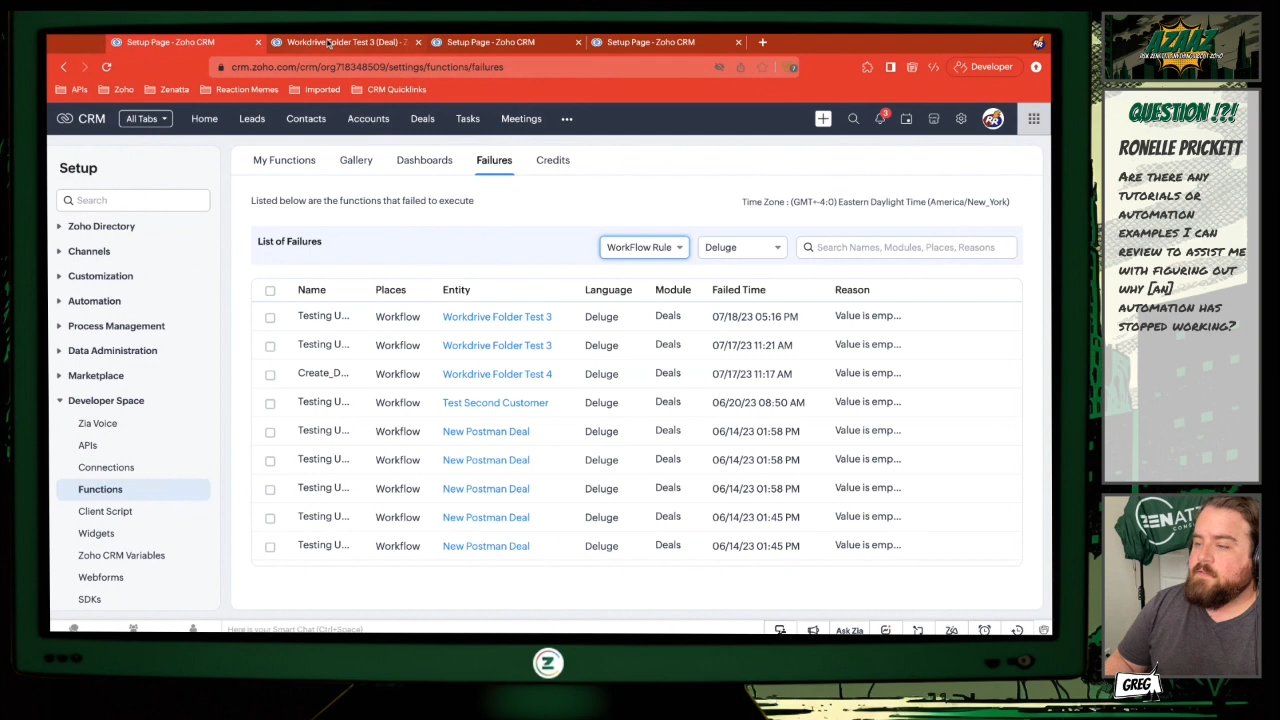 Setup Page - Zoho CRM
Workdrive Folder Test 3 (Deal) - Z
Setup Page - Zoho CRM
Setup Page - Zoho CRM
crm.zoho.com/crm/org718348509/settings/functions/failures
Developer
APIs
Zoho
Zenatta
Reaction Memes
Imported
CRM Quicklinks
CRM
All Tabs
Home
Leads
Contacts
Accounts
Deals
Tasks
Meetings
3
Setup
Search
Zoho Directory
Channels
Customization
Automation
Process Management
Data Administration
Marketplace
Developer Space
Zia Voice
APIs
Connections
Functions
Client Script
Widgets
Zoho CRM Variables
Webforms
SDKs
My Functions
Gallery
Dashboards
Failures
Credits
Listed below are the functions that failed to execute
Time Zone : (GMT+-4:0) Eastern Daylight Time (America/New_York)
List of Failures
WorkFlow Rule
Deluge
Search Names, Modules, Places, Reasons
Name Places Entity Language Module Failed Time Reason
Testing U... Workflow Workdrive Folder Test 3 Deluge Deals 07/18/23 05:16 PM Value is emp...
Testing U... Workflow Workdrive Folder Test 3 Deluge Deals 07/17/23 11:21 AM Value is emp...
Create_D... Workflow Workdrive Folder Test 4 Deluge Deals 07/17/23 11:17 AM Value is emp...
Testing U... Workflow Test Second Customer Deluge Deals 06/20/23 08:50 AM Value is emp...
Testing U... Workflow New Postman Deal Deluge Deals 06/14/23 01:58 PM Value is emp...
Testing U... Workflow New Postman Deal Deluge Deals 06/14/23 01:58 PM Value is emp...
Testing U... Workflow New Postman Deal Deluge Deals 06/14/23 01:58 PM Value is emp...
Testing U... Workflow New Postman Deal Deluge Deals 06/14/23 01:45 PM Value is emp...
Testing U... Workflow New Postman Deal Deluge Deals 06/14/23 01:45 PM Value is emp...
Here is your Smart Chat (Ctrl+Space)
Ask Zia
Z
QUESTION !?!
RONELLE PRICKETT
ARE THERE ANY
TUTORIALS OR
AUTOMATION
EXAMPLES I CAN
REVIEW TO ASSIST ME
WITH FIGURING OUT
WHY [AN]
AUTOMATION HAS
STOPPED WORKING?
GREG